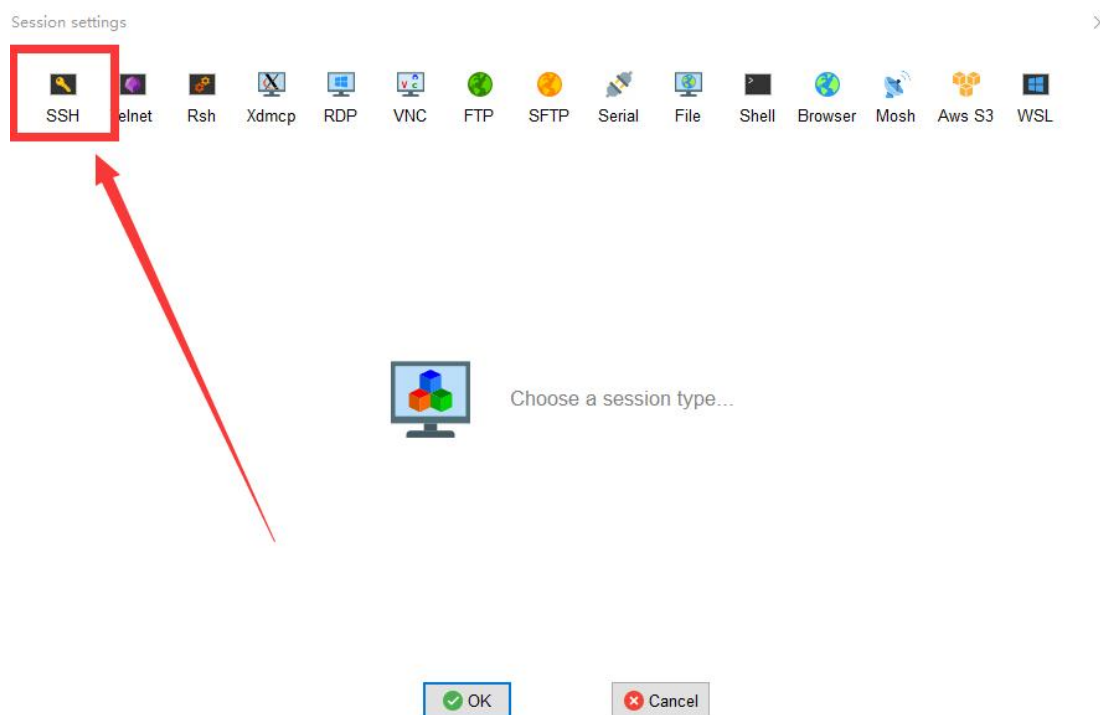 Session settings
SSH Telnet Rsh Xdmcp RDP VNC FTP SFTP Serial File Shell Browser Mosh Aws S3 WSL
Choose a session type...
OK Cancel